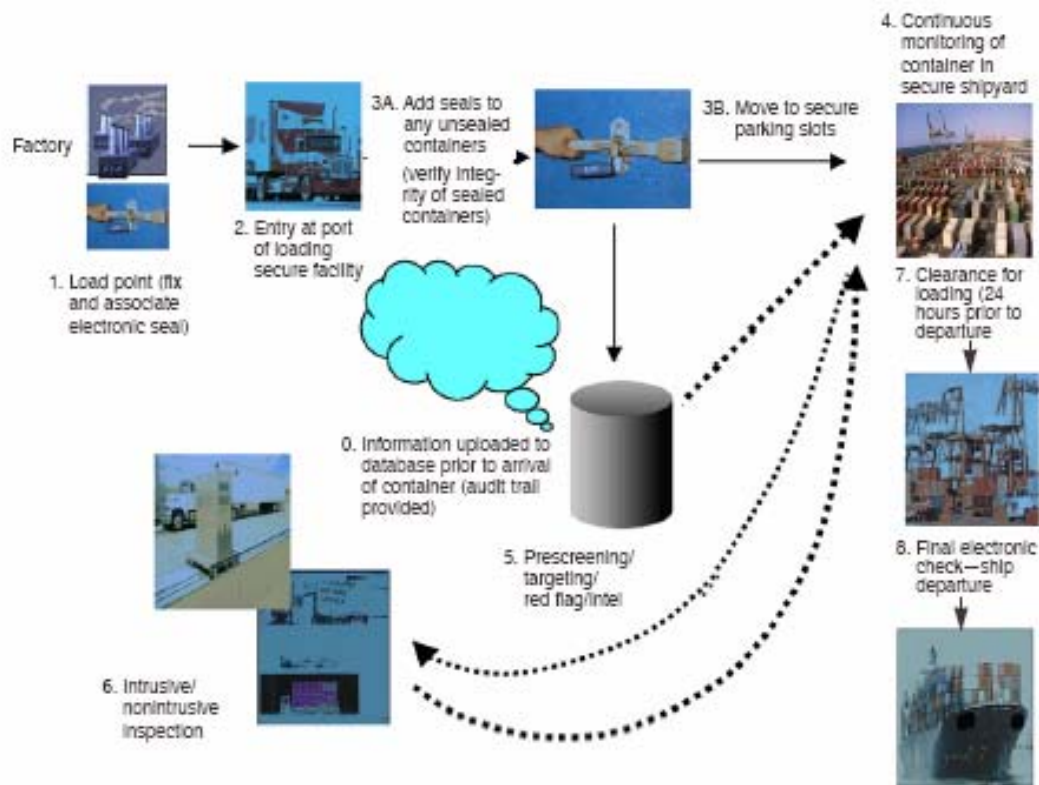 Factory
1. Load point (fix
and associate
electronic seal)
2. Entry at port
of loading
secure facility
3A. Add seals to
any unsealed
containers
(verify integ-
rity of sealed
containers)
3B. Move to secure
parking slots
4. Continuous
monitoring of
container in
secure shipyard
0. Information uploaded to
database prior to arrival
of container (audit trail
provided)
5. Prescreening/
targeting/
red flag/intel
6. Intrusive/
nonintrusive
inspection
7. Clearance for
loading (24
hours prior to
departure
8. Final electronic
check—ship
departure